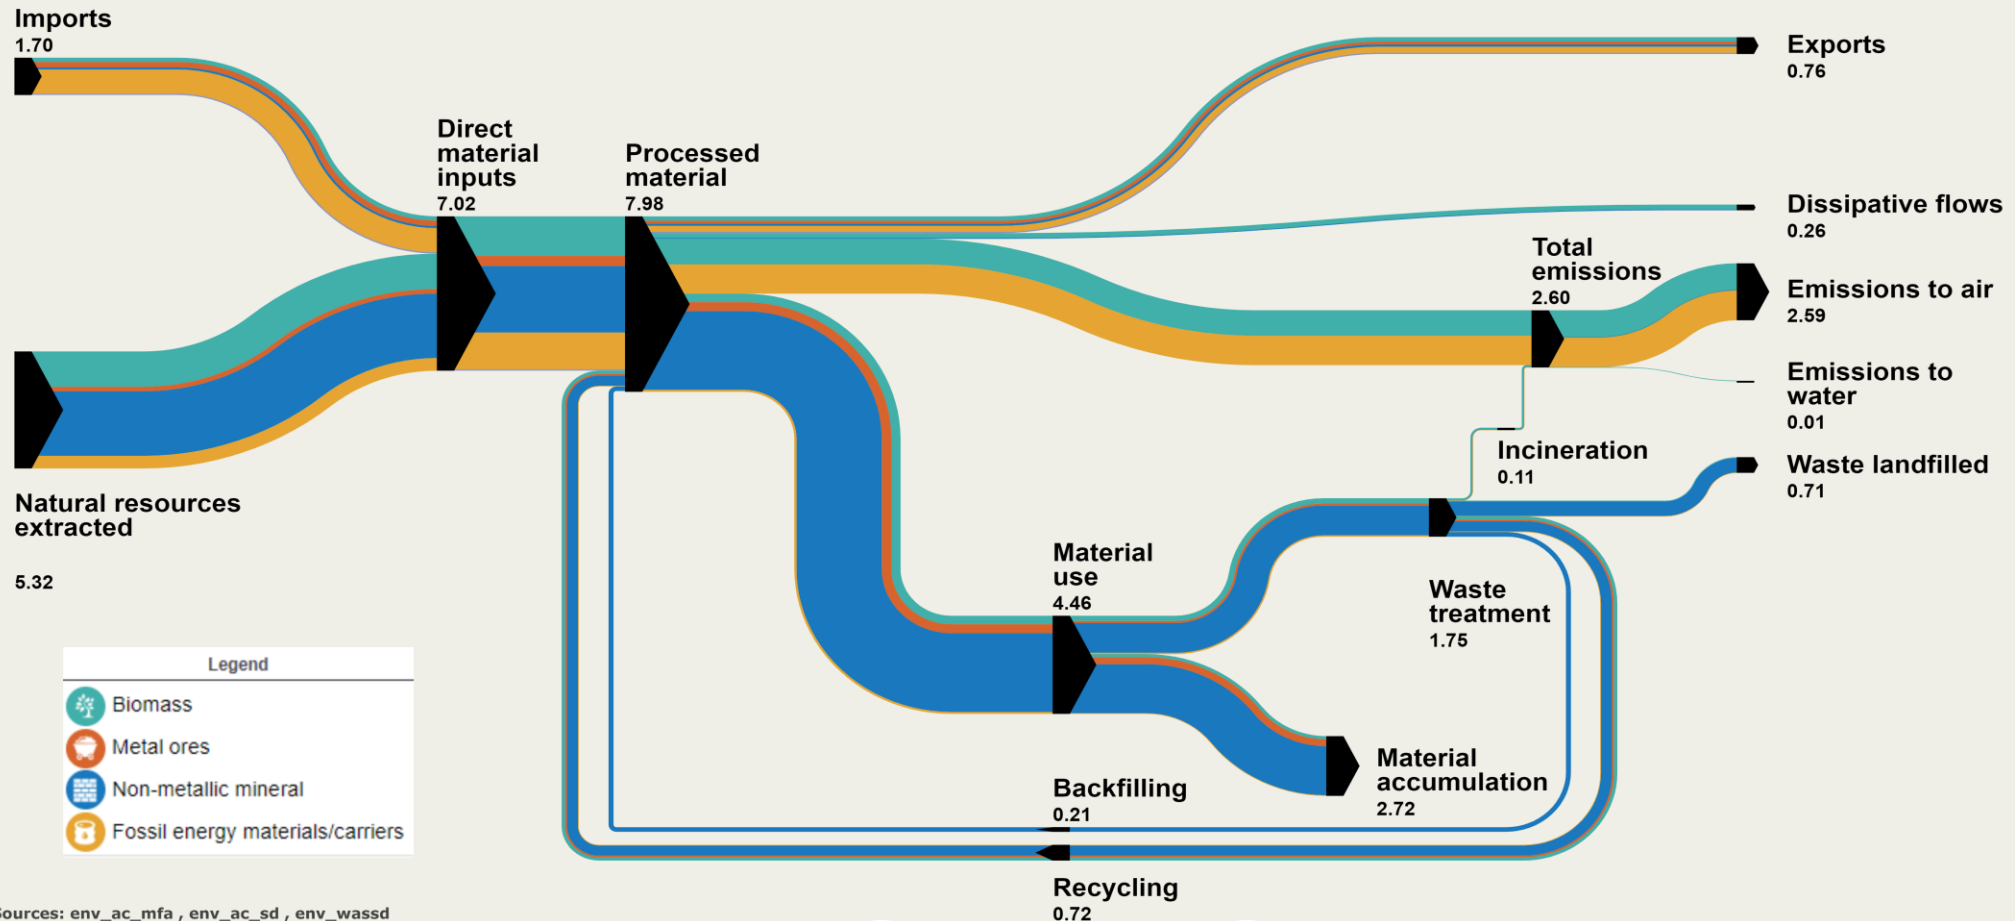 Imports
1.70
Exports
0.76
Direct
material
inputs
7.02
Processed
material
7.98
Dissipative flows
0.26
Total
emissions
2.60
Emissions to air
2.59
Emissions to
water
0.01
Incineration
0.11
Waste landfilled
0.71
Natural resources
extracted
5.32
Material
use
4.46
Waste
treatment
1.75
Legend
Biomass
Metal ores
Non-metallic mineral
Fossil energy materials/carriers
Material
accumulation
2.72
Backfilling
0.21
Recycling
0.72
Sources: env_ac_mfa , env_ac_sd , env_wassd